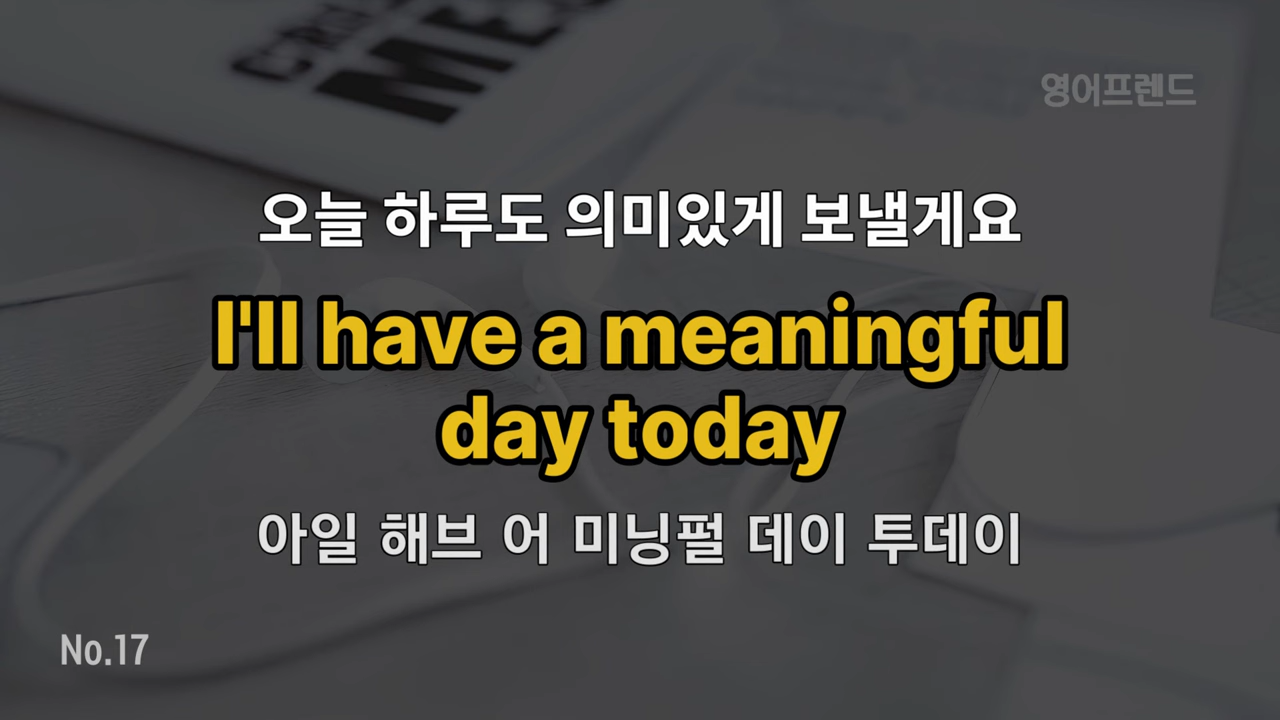 영어프렌드
오늘 하루도 의미있게 보낼게요
I'll have a meaningful
day today
아일 해브 어 미닝펄 데이 투데이
No.17